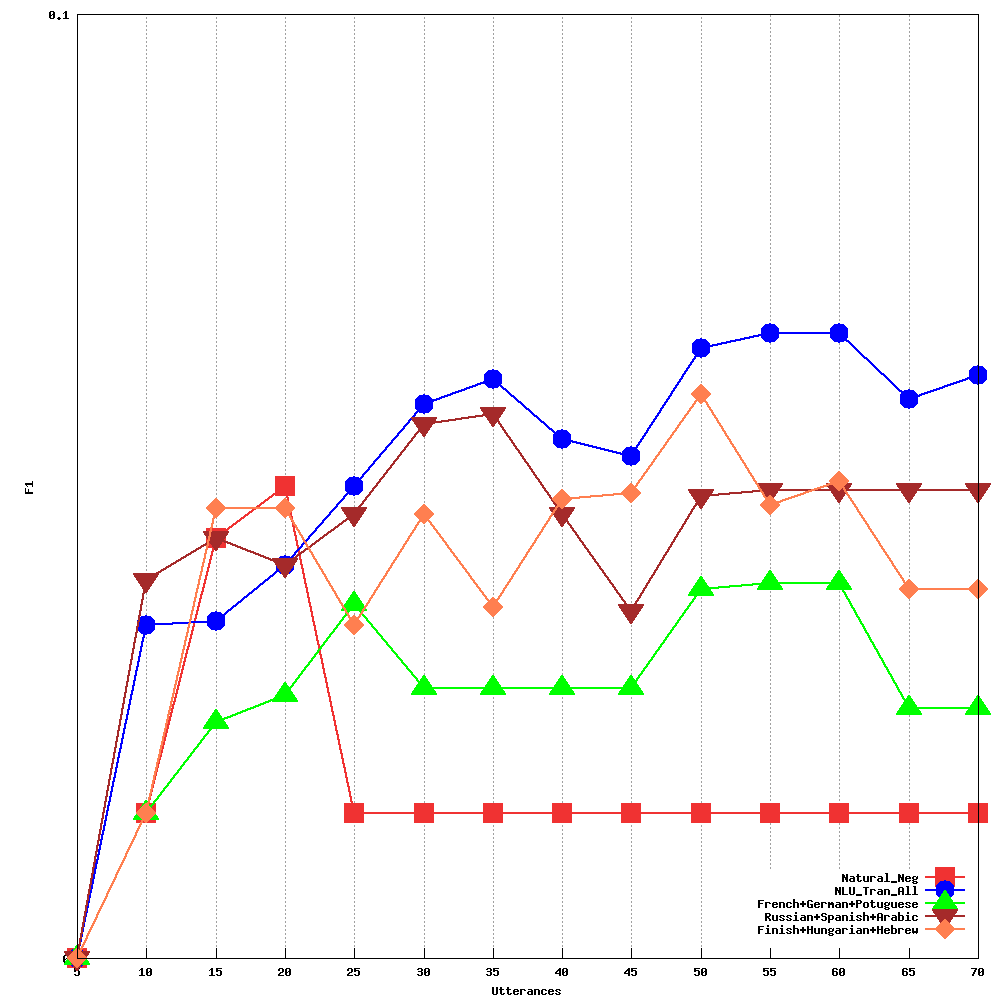 0.1
F1
0
5 10 15 20 25 30 35 40 45 50 55 60 65 70
Utterances
Natural_Neg
NLU_Tran_All
French+German+Potuguese
Russian+Spanish+Arabic
Finish+Hungarian+Hebrew